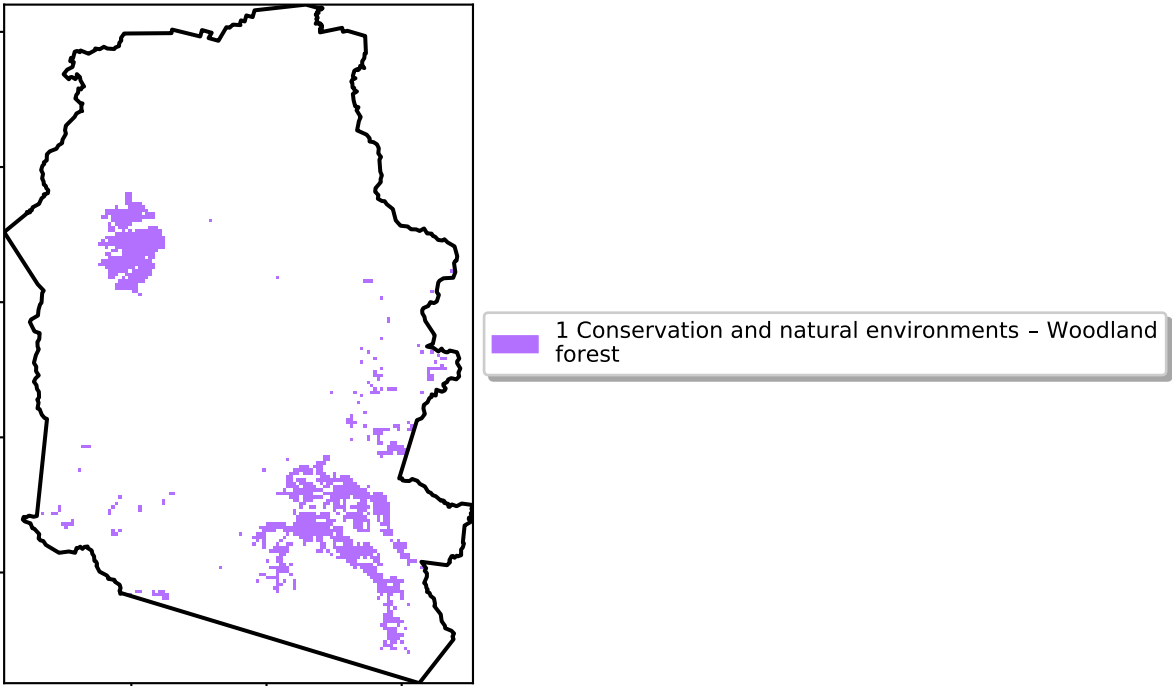 1 Conservation and natural environments – Woodland
forest